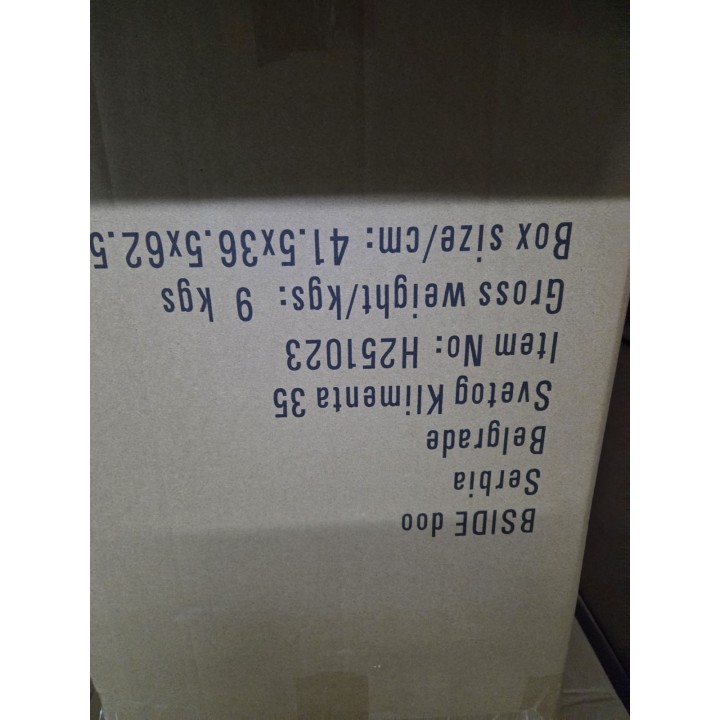 BSIDE doo
Serbia
Belgrade
Svetog Klimenta 35
Item No: H251023
Gross weight/kgs: 9 kgs
Box size/cm: 41.5x36.5x62.5